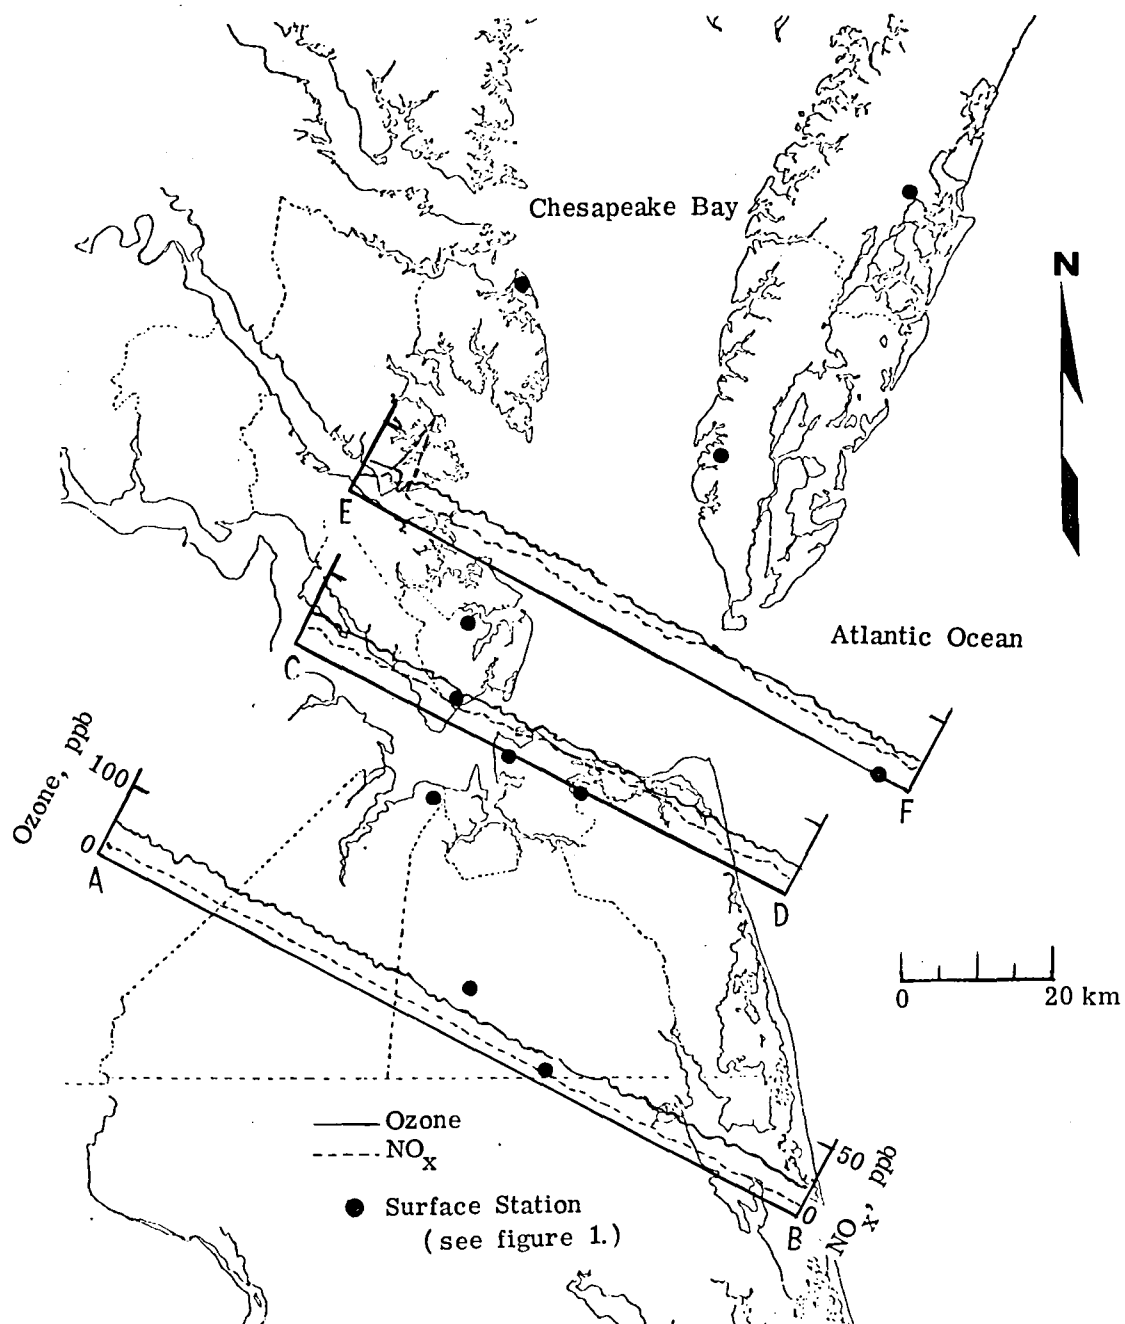 Chesapeake Bay
N
E
Atlantic Ocean
C
F
Ozone, ppb
100
0
A
D
0 20 km
Ozone
NOx
50
0
NOx, ppb
B
Surface Station
(see figure 1.)